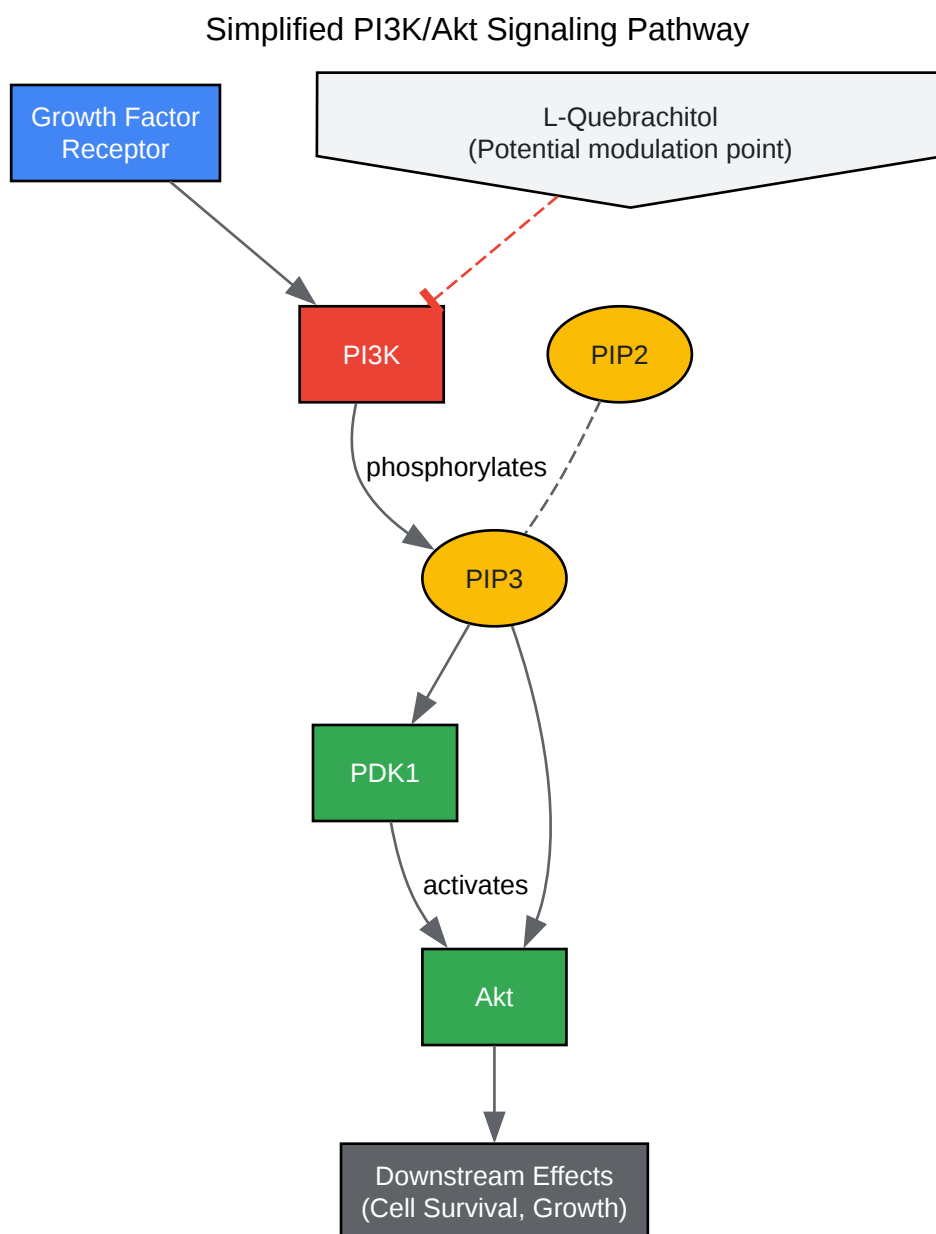 Simplified PI3K/Akt Signaling Pathway
Growth Factor
Receptor
L-Quebrachitol
(Potential modulation point)
PI3K
PIP2
phosphorylates
PIP3
PDK1
activates
Akt
Downstream Effects
(Cell Survival, Growth)